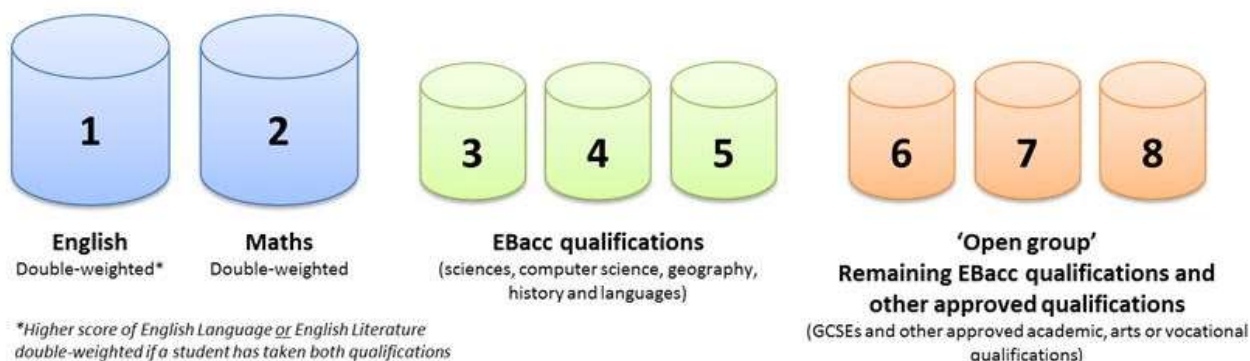 1
2
3
4
5
6
7
8
English
Double-weighted*
Maths
Double-weighted
EBacc qualifications
(sciences, computer science, geography,
history and languages)
‘Open group’
Remaining EBacc qualifications and
other approved qualifications
(GCSEs and other approved academic, arts or vocational
qualifications)
*Higher score of English Language or English Literature
double-weighted if a student has taken both qualifications